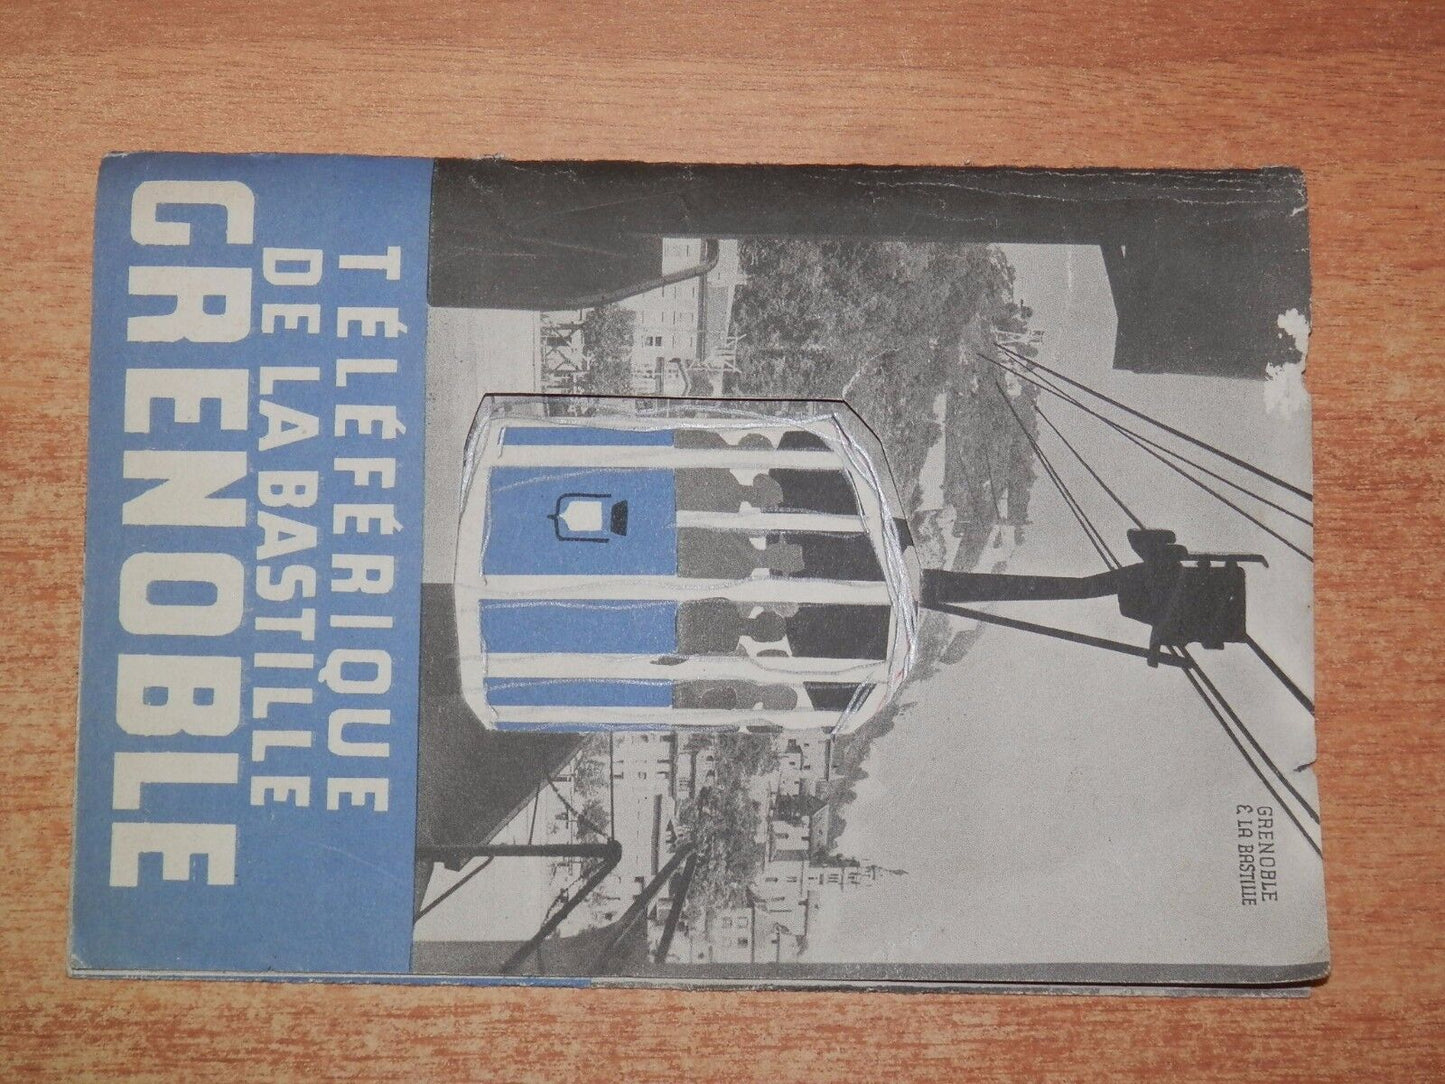 GRENOBLE
& LA BASTILLE
TÉLÉFÉRIQUE
DE LA BASTILLE
GRENOBLE